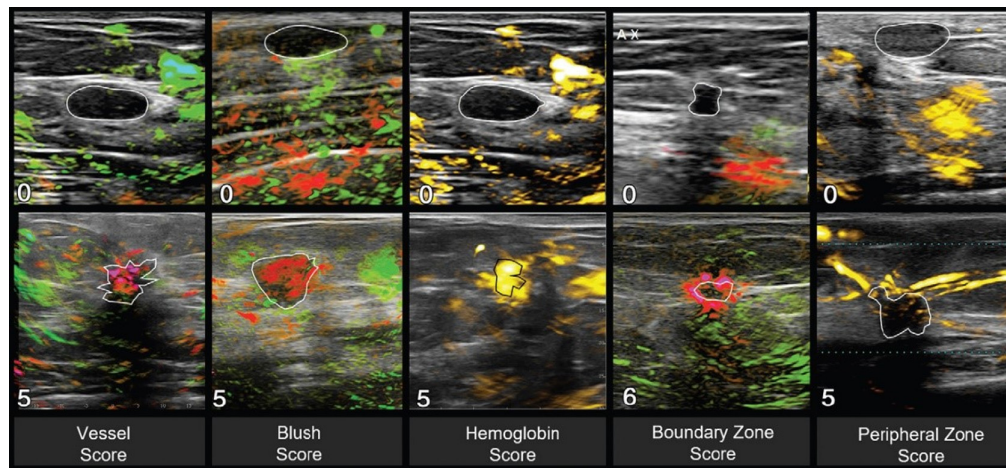 A X
0
0
0
0
0
5
5
5
6
5
Vessel
Score
Blush
Score
Hemoglobin
Score
Boundary Zone
Score
Peripheral Zone
Score